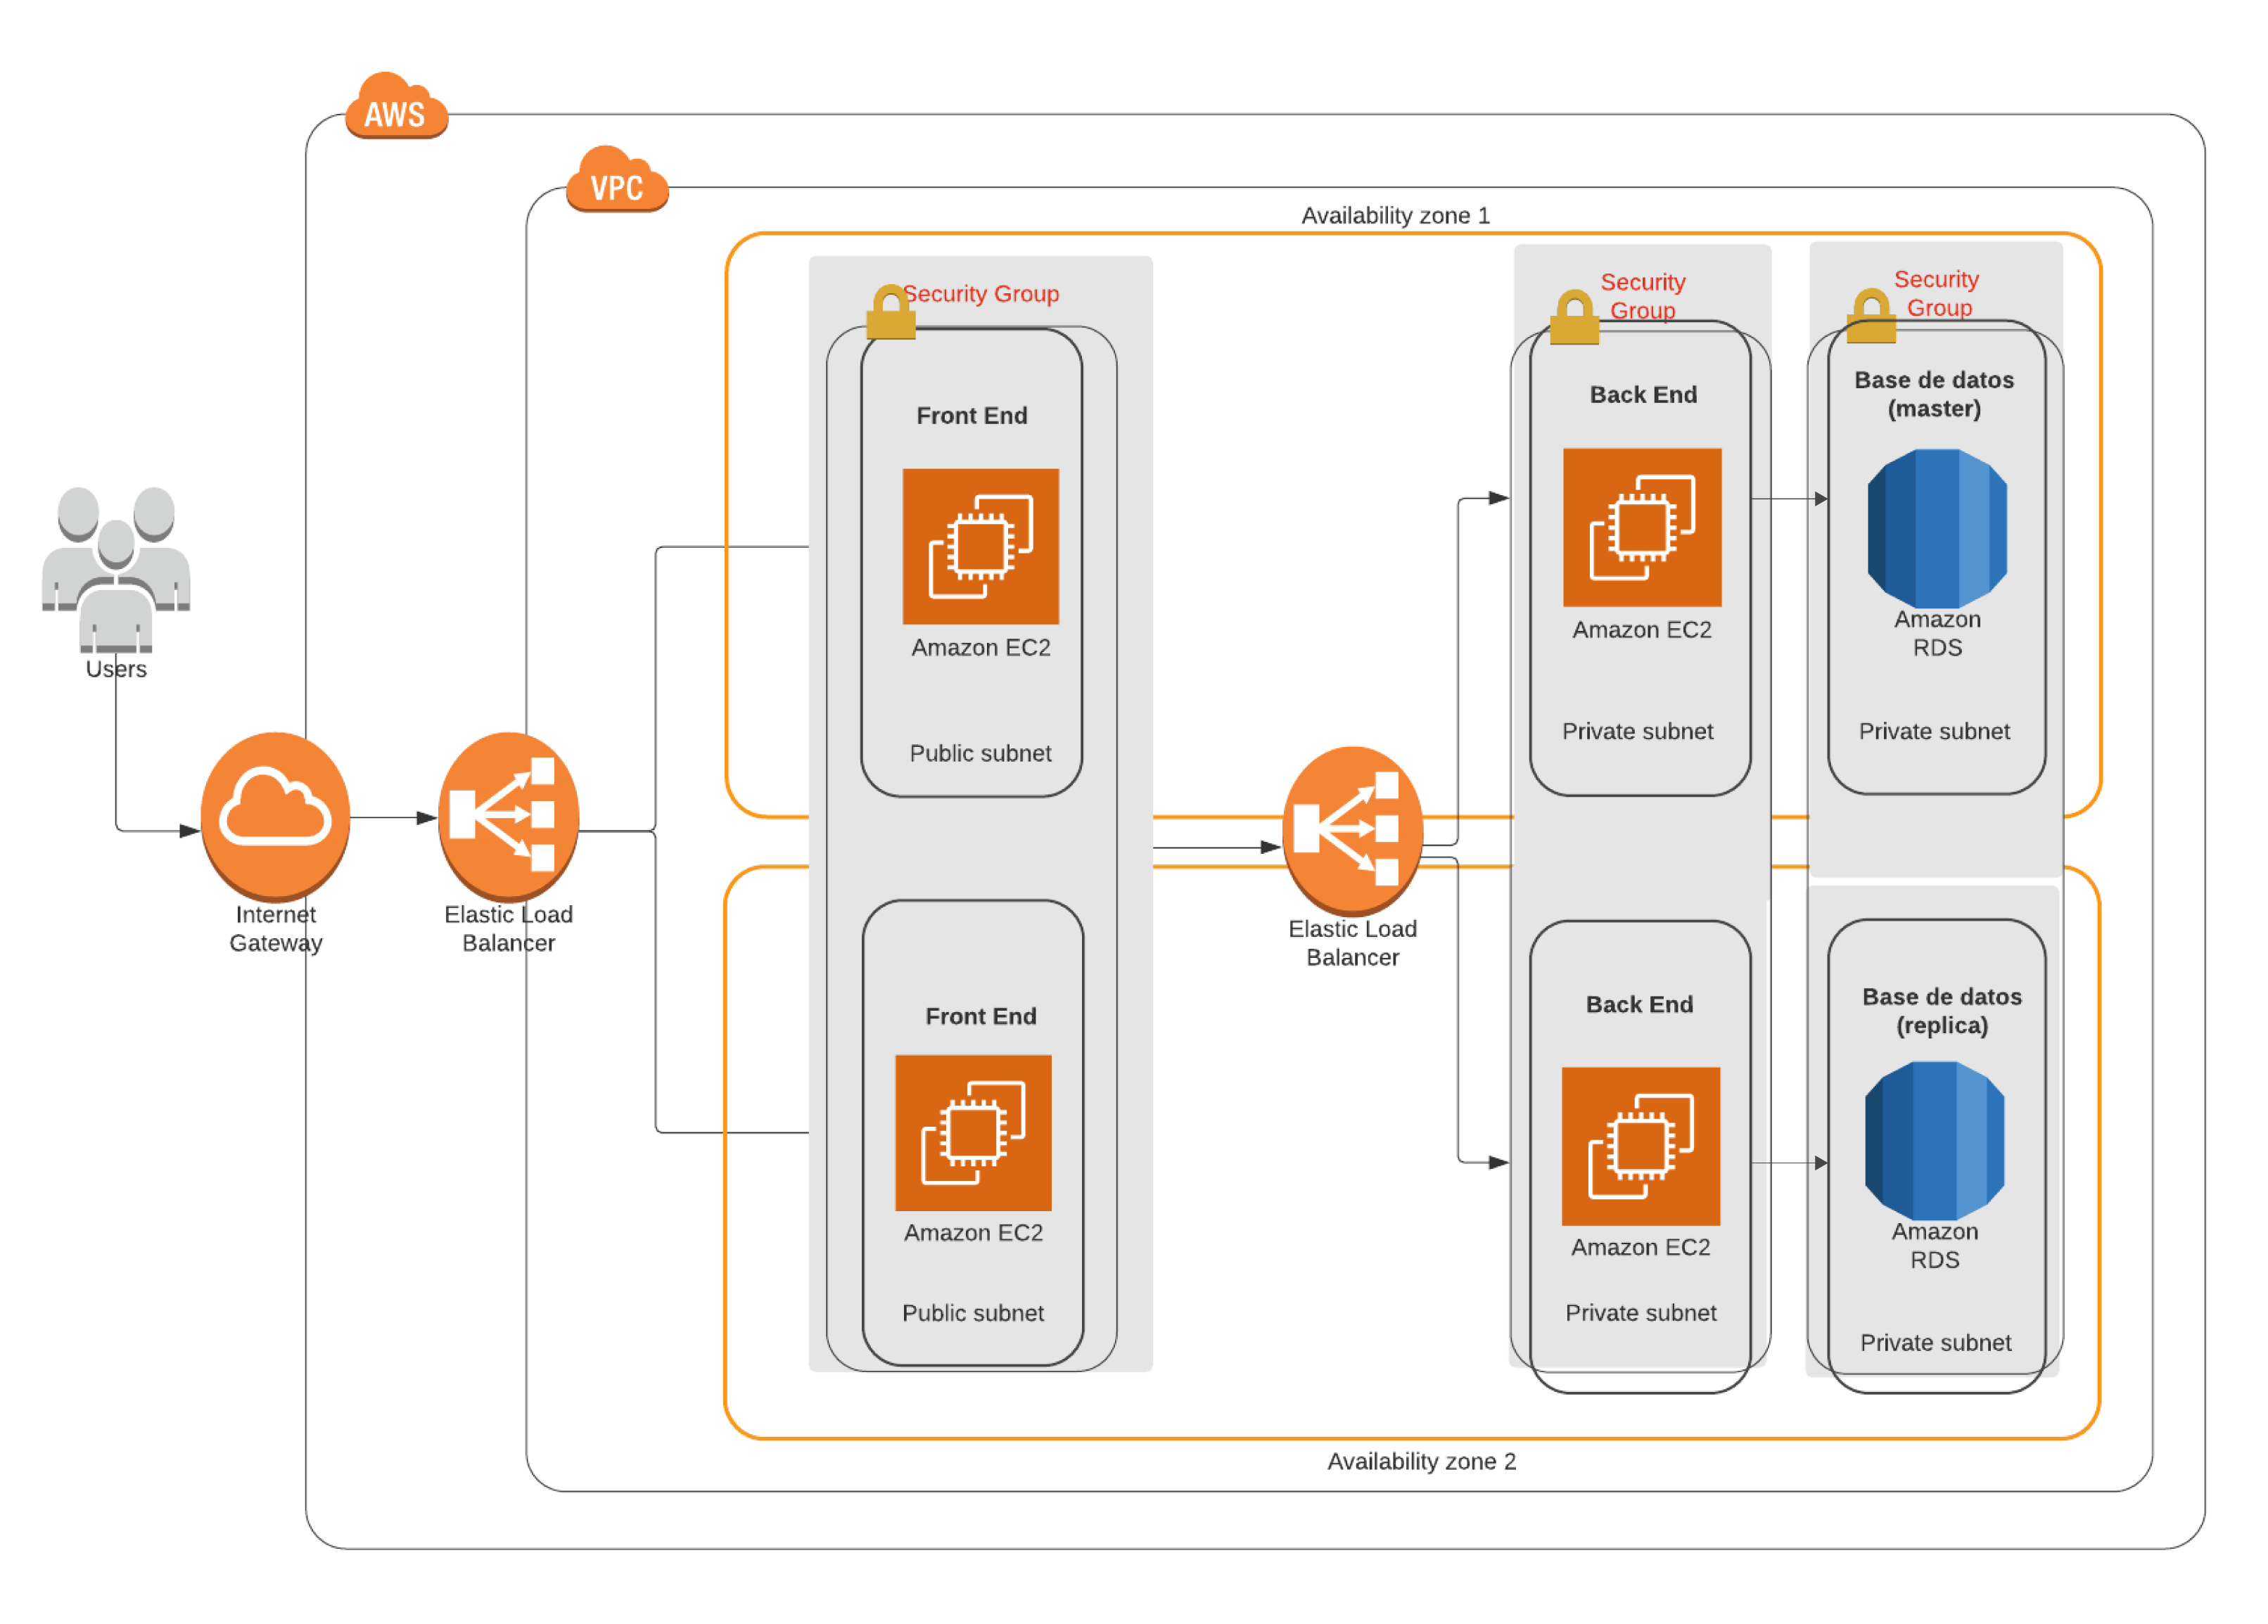 AWS
VPC
Availability zone 1
Security Group
Front End
Amazon EC2
Public subnet
Security
Group
Back End
Amazon EC2
Private subnet
Security
Group
Base de datos
(master)
Amazon
RDS
Private subnet
Users
Internet
Gateway
Elastic Load
Balancer
Elastic Load
Balancer
Front End
Amazon EC2
Public subnet
Back End
Amazon EC2
Private subnet
Base de datos
(replica)
Amazon
RDS
Private subnet
Availability zone 2